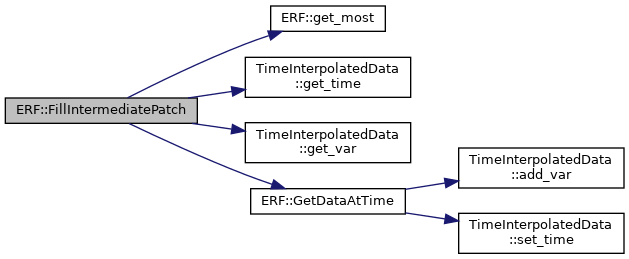 ERF::get_most
TimeInterpolatedData
::get_time
ERF::FillIntermediatePatch
TimeInterpolatedData
::get_var
ERF::GetDataAtTime
TimeInterpolatedData
::add_var
TimeInterpolatedData
::set_time